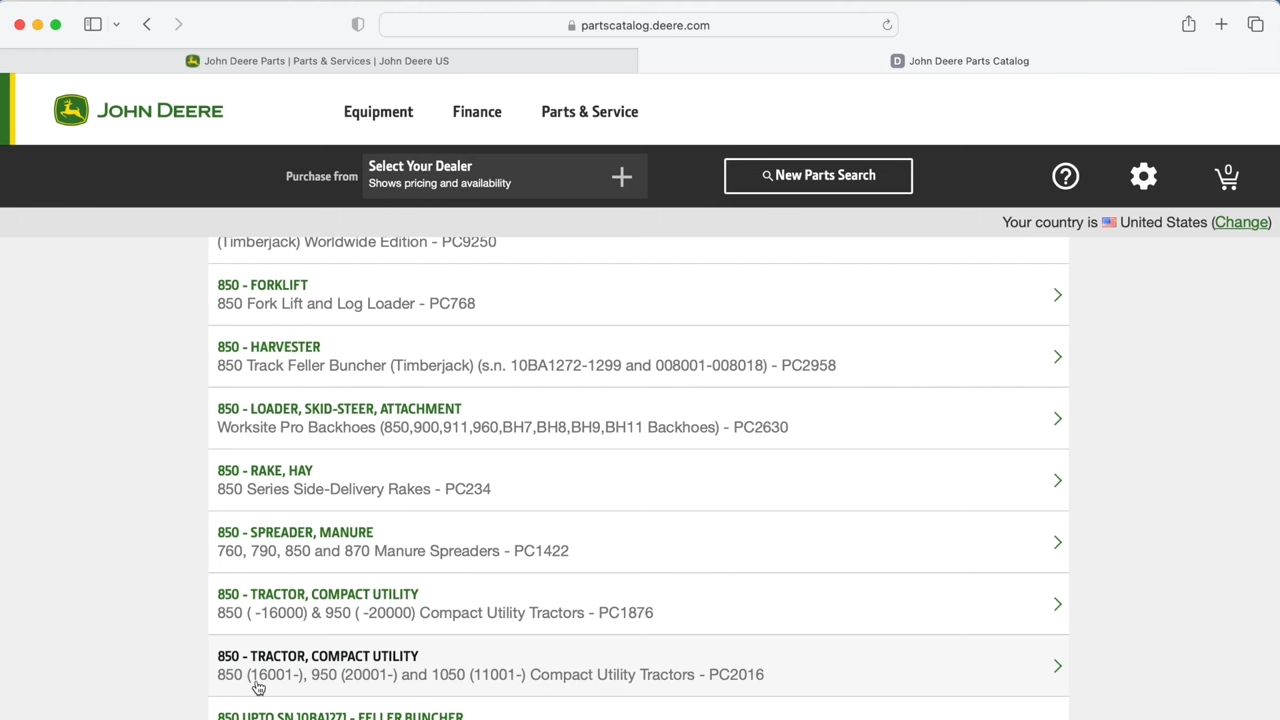 partscatalog.deere.com
John Deere Parts | Parts & Services | John Deere US
D John Deere Parts Catalog
JOHN DEERE
Equipment
Finance
Parts & Service
Purchase from
Select Your Dealer
Shows pricing and availability
New Parts Search
0
Your country is United States (Change)
(Timberjack) Worldwide Edition - PC9250
850 - FORKLIFT
850 Fork Lift and Log Loader - PC768
850 - HARVESTER
850 Track Feller Buncher (Timberjack) (s.n. 10BA1272-1299 and 008001-008018) - PC2958
850 - LOADER, SKID-STEER, ATTACHMENT
Worksite Pro Backhoes (850,900,911,960,BH7,BH8,BH9,BH11 Backhoes) - PC2630
850 - RAKE, HAY
850 Series Side-Delivery Rakes - PC234
850 - SPREADER, MANURE
760, 790, 850 and 870 Manure Spreaders - PC1422
850 - TRACTOR, COMPACT UTILITY
850 ( -16000) & 950 ( -20000) Compact Utility Tractors - PC1876
850 - TRACTOR, COMPACT UTILITY
850 (16001-), 950 (20001-) and 1050 (11001-) Compact Utility Tractors - PC2016
850 UPTO SN 10BA1271 - FELLER BUNCHER